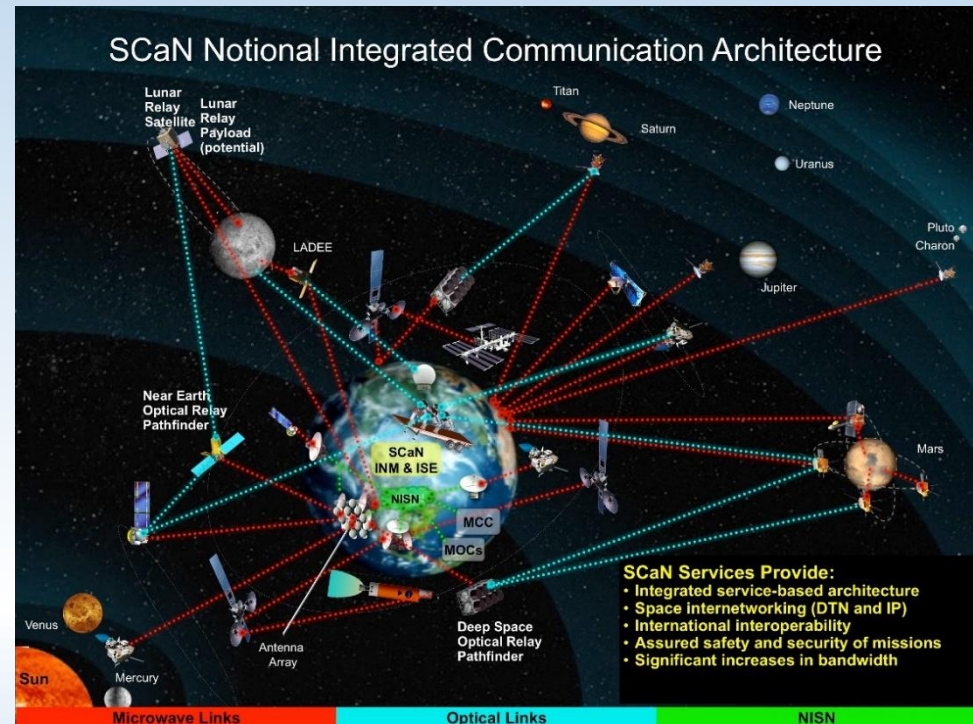 SCaN Notional Integrated Communication Architecture
Lunar
Relay
Satellite
Lunar
Relay
Payload
(potential)
Titan
Saturn
Neptune
Uranus
Pluto
Charon
LADEE
Jupiter
Near Earth
Optical Relay
Pathfinder
SCaN
INM & ISE
NISN
MCC
MOCs
Mars
Venus
Mercury
Sun
Antenna
Array
Deep Space
Optical Relay
Pathfinder
SCaN Services Provide:
• Integrated service-based architecture
• Space internetworking (DTN and IP)
• International interoperability
• Assured safety and security of missions
• Significant increases in bandwidth
Microwave Links
Optical Links
NISN